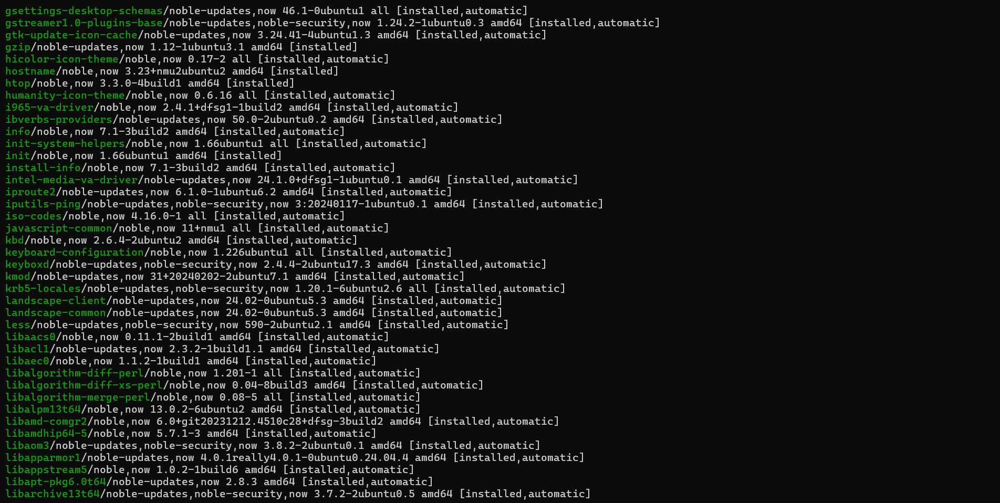 gsettings-desktop-schemas/noble-updates,now 46.1-0ubuntu1 all [installed,automatic]
gstreamer1.0-plugins-base/noble-updates,noble-security,now 1.24.2-1ubuntu0.3 amd64 [installed,automatic]
gtk-update-icon-cache/noble-updates,now 3.24.41-4ubuntu1.3 amd64 [installed,automatic]
gzip/noble-updates,now 1.12-1ubuntu3.1 amd64 [installed]
hicolor-icon-theme/noble,now 0.17-2 all [installed,automatic]
hostname/noble,now 3.23+nmu2ubuntu2 amd64 [installed]
htop/noble,now 3.3.0-4build1 amd64 [installed]
humanity-icon-theme/noble,now 0.6.16 all [installed,automatic]
i965-va-driver/noble,now 2.4.1+dfsg1-1build2 amd64 [installed,automatic]
ibverbs-providers/noble-updates,now 50.0-2ubuntu0.2 amd64 [installed,automatic]
info/noble,now 7.1-3build2 amd64 [installed,automatic]
init-system-helpers/noble,now 1.66ubuntu1 all [installed,automatic]
init/noble,now 1.66ubuntu1 amd64 [installed]
install-info/noble,now 7.1-3build2 amd64 [installed,automatic]
intel-media-va-driver/noble-updates,now 24.1.0+dfsg1-1ubuntu0.1 amd64 [installed,automatic]
iproute2/noble-updates,now 6.1.0-1ubuntu6.2 amd64 [installed,automatic]
iputils-ping/noble-updates,noble-security,now 3:20240117-1ubuntu0.1 amd64 [installed,automatic]
iso-codes/noble,now 4.16.0-1 all [installed,automatic]
javascript-common/noble,now 11+nmu1 all [installed,automatic]
kbd/noble,now 2.6.4-2ubuntu2 amd64 [installed,automatic]
keyboard-configuration/noble,now 1.226ubuntu1 all [installed,automatic]
keyboxd/noble-updates,noble-security,now 2.4.4-2ubuntu17.3 amd64 [installed,automatic]
kmod/noble-updates,now 31+20240202-2ubuntu7.1 amd64 [installed,automatic]
krb5-locales/noble-updates,noble-security,now 1.20.1-6ubuntu2.6 all [installed,automatic]
landscape-client/noble-updates,now 24.02-0ubuntu5.3 amd64 [installed,automatic]
landscape-common/noble-updates,now 24.02-0ubuntu5.3 amd64 [installed,automatic]
less/noble-updates,noble-security,now 590-2ubuntu2.1 amd64 [installed,automatic]
libaacs0/noble,now 0.11.1-2build1 amd64 [installed,automatic]
libacl1/noble-updates,now 2.3.2-1build1.1 amd64 [installed,automatic]
libaec0/noble,now 1.1.2-1build1 amd64 [installed,automatic]
libalgorithm-diff-perl/noble,now 1.201-1 all [installed,automatic]
libalgorithm-diff-xs-perl/noble,now 0.04-8build3 amd64 [installed,automatic]
libalgorithm-merge-perl/noble,now 0.08-5 all [installed,automatic]
libalpm13t64/noble,now 13.0.2-6ubuntu2 amd64 [installed,automatic]
libamd-comgr2/noble,now 6.0+git20231212.4510c28+dfsg-3build2 amd64 [installed,automatic]
libamdhip64-5/noble,now 5.7.1-3 amd64 [installed,automatic]
libaom3/noble-updates,noble-security,now 3.8.2-2ubuntu0.1 amd64 [installed,automatic]
libapparmor1/noble-updates,now 4.0.1really4.0.1-0ubuntu0.24.04.4 amd64 [installed,automatic]
libappstream5/noble,now 1.0.2-1build6 amd64 [installed,automatic]
libapt-pkg6.0t64/noble-updates,now 2.8.3 amd64 [installed,automatic]
libarchive13t64/noble-updates,noble-security,now 3.7.2-2ubuntu0.5 amd64 [installed,automatic]